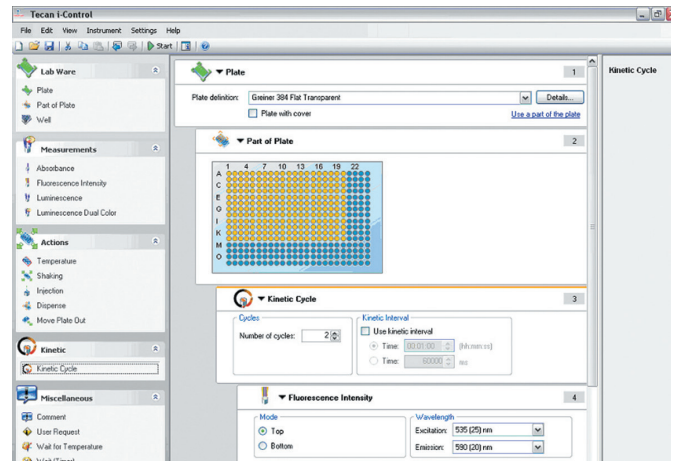 Tecan i-Control
File Edit View Instrument Settings Help
Start
Lab Ware
Plate
Part of Plate
Well
Measurements
Absorbance
Fluorescence Intensity
Luminescence
Luminescence Dual Color
Actions
Temperature
Shaking
Injection
Dispense
Move Plate Out
Kinetic
Kinetic Cycle
Miscellaneous
Comment
User Request
Wait for Temperature
Wait (Timer)
Plate 1
Plate definition: Greiner 384 Flat Transparent Details...
Plate with cover Use a part of the plate
Part of Plate 2
1 4 7 10 13 16 19 22
A
C
E
G
I
K
M
O
Kinetic Cycle 3
Cycles Kinetic Interval
Number of cycles: 2 Use kinetic interval
Time: 00:01:00 (hh:mm:ss)
Time: 60000 ms
Fluorescence Intensity 4
Mode Wavelength
Top Excitation: 535 (25) nm
Bottom Emission: 590 (20) nm
Kinetic Cycle